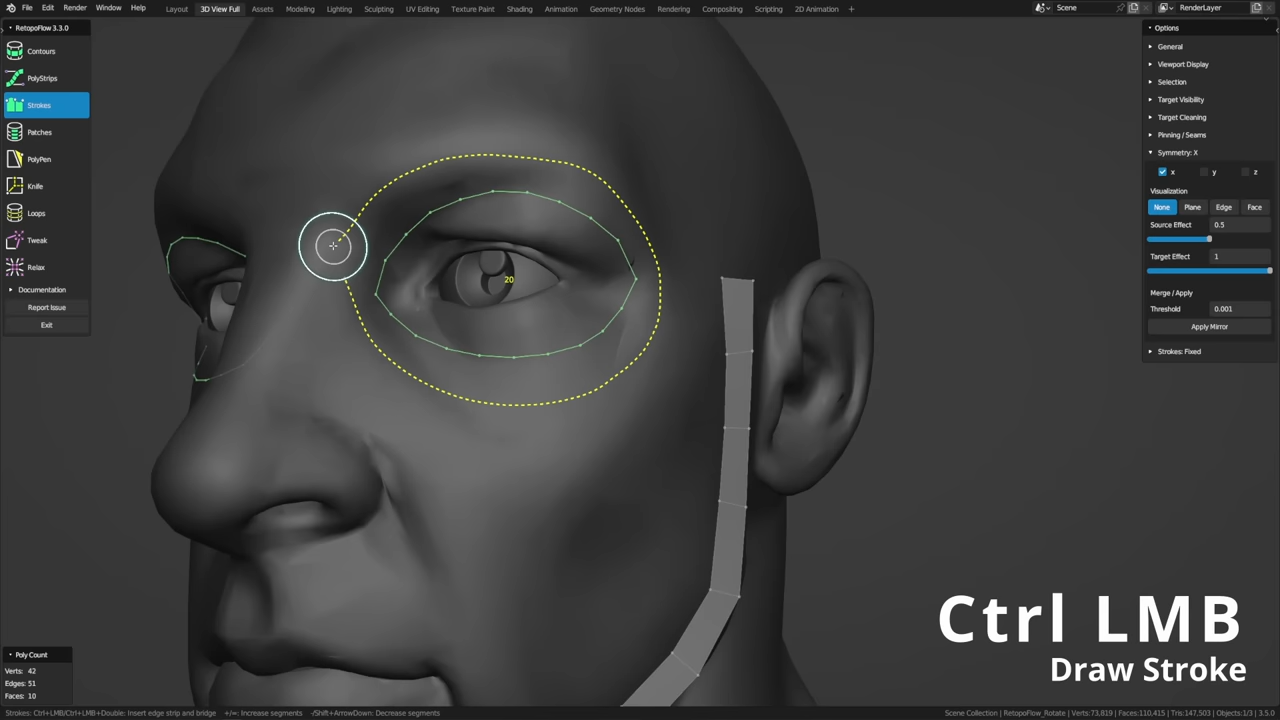 File Edit Render Window Help
Layout 3D View Full Assets Modeling Lighting Sculpting UV Editing Texture Paint Shading Animation Geometry Nodes Rendering Compositing Scripting 2D Animation +
Scene
RenderLayer
RetopoFlow 3.3.0
Contours
PolyStrips
Strokes
Patches
PolyPen
Knife
Loops
Tweak
Relax
Documentation
Report Issue
Exit
20
Options
General
Viewport Display
Selection
Target Visibility
Target Cleaning
Pinning / Seams
Symmetry: X
x y z
Visualization
None Plane Edge Face
Source Effect 0.5
Target Effect 1
Merge / Apply
Threshold 0.001
Apply Mirror
Strokes: Fixed
Ctrl LMB
Draw Stroke
Poly Count
Verts: 42
Edges: 51
Faces: 10
Strokes: Ctrl+LMB/Ctrl+LMB+Double: Insert edge strip and bridge +/=: Increase segments -/Shift+ArrowDown: Decrease segments
Scene Collection | RetopoFlow_Rotate | Verts:73,819 | Faces:110,415 | Tris:147,503 | Objects:1/3 | 3.5.0